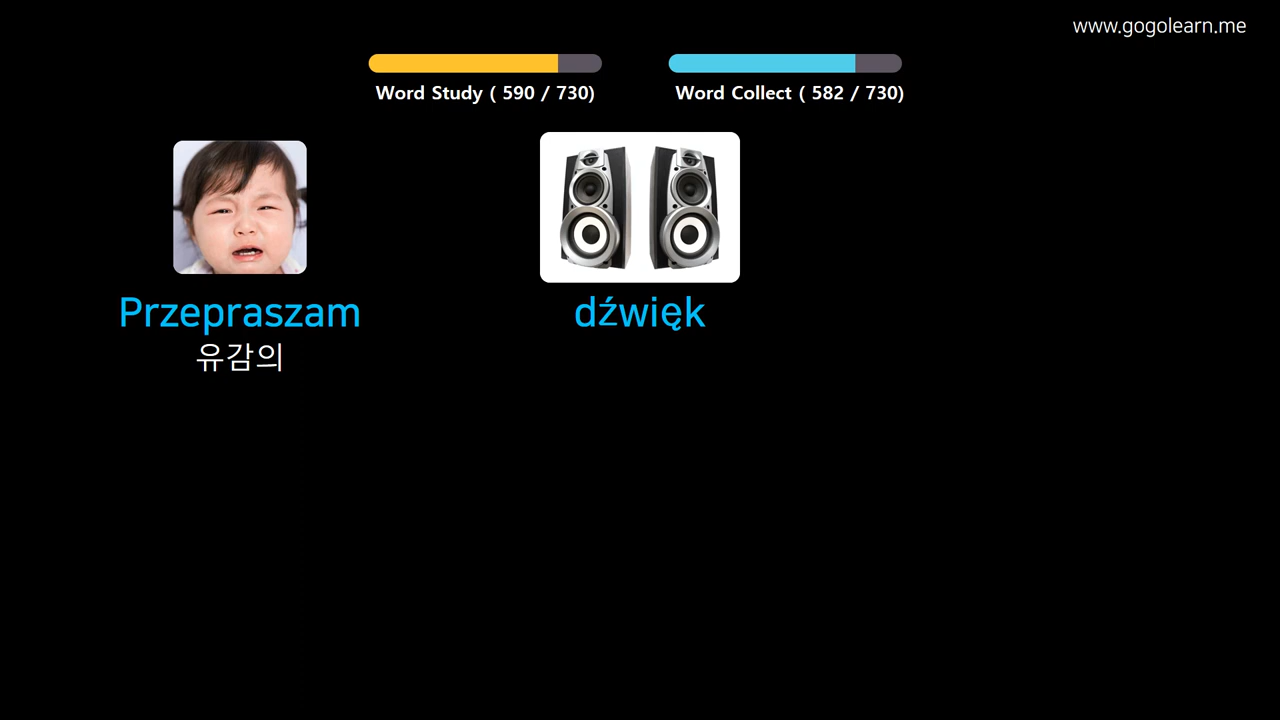 www.gogolearn.me
Word Study ( 590 / 730)
Word Collect ( 582 / 730)
Przepraszam
유감의
dźwięk